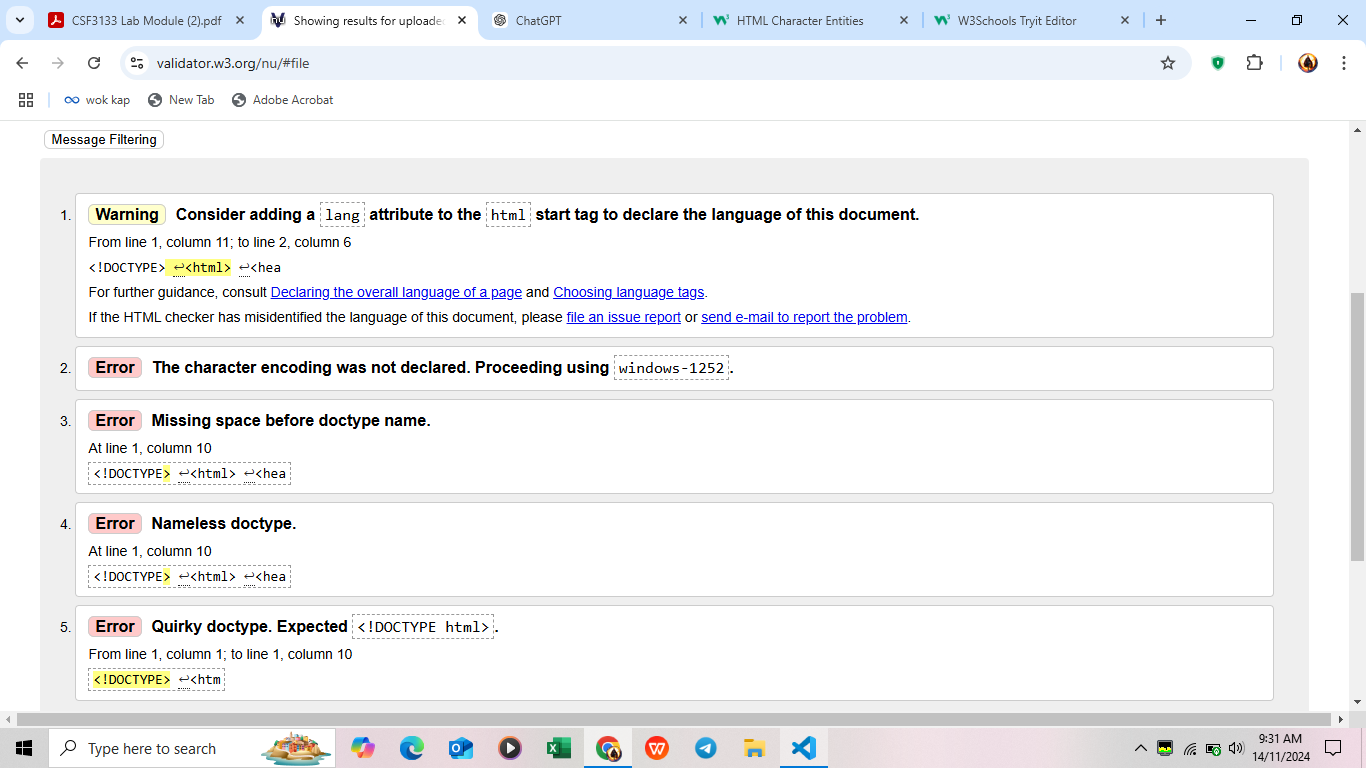 CSF3133 Lab Module (2).pdf
Showing results for uploade
ChatGPT
HTML Character Entities
W3Schools Tryit Editor
validator.w3.org/nu/#file
wok kap
New Tab
Adobe Acrobat
Message Filtering
1. Warning Consider adding a lang attribute to the html start tag to declare the language of this document.
From line 1, column 11; to line 2, column 6
<!DOCTYPE> ↩<html> ↩<hea
For further guidance, consult Declaring the overall language of a page and Choosing language tags.
If the HTML checker has misidentified the language of this document, please file an issue report or send e-mail to report the problem.
2. Error The character encoding was not declared. Proceeding using windows-1252.
3. Error Missing space before doctype name.
At line 1, column 10
<!DOCTYPE> ↩<html> ↩<hea
4. Error Nameless doctype.
At line 1, column 10
<!DOCTYPE> ↩<html> ↩<hea
5. Error Quirky doctype. Expected <!DOCTYPE html>.
From line 1, column 1; to line 1, column 10
<!DOCTYPE> ↩<htm
Type here to search
9:31 AM
14/11/2024